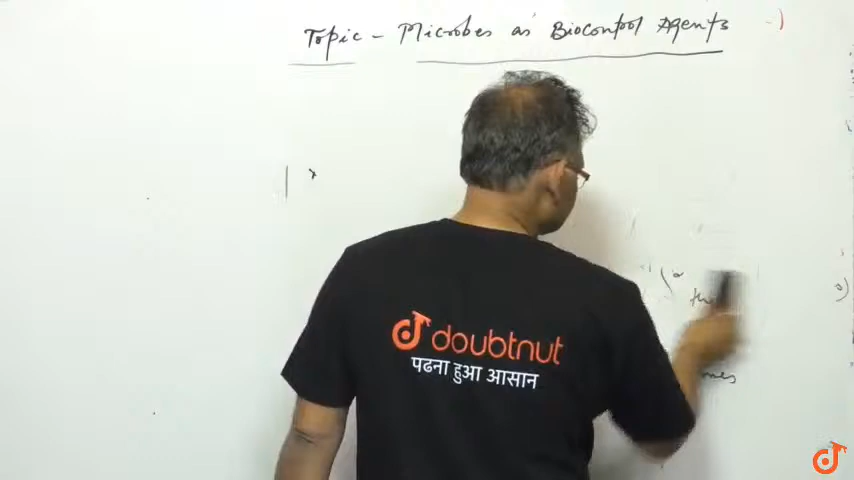 Topic - Microbes as Biocontrol Agents
doubtnut
पढना हुआ आसान